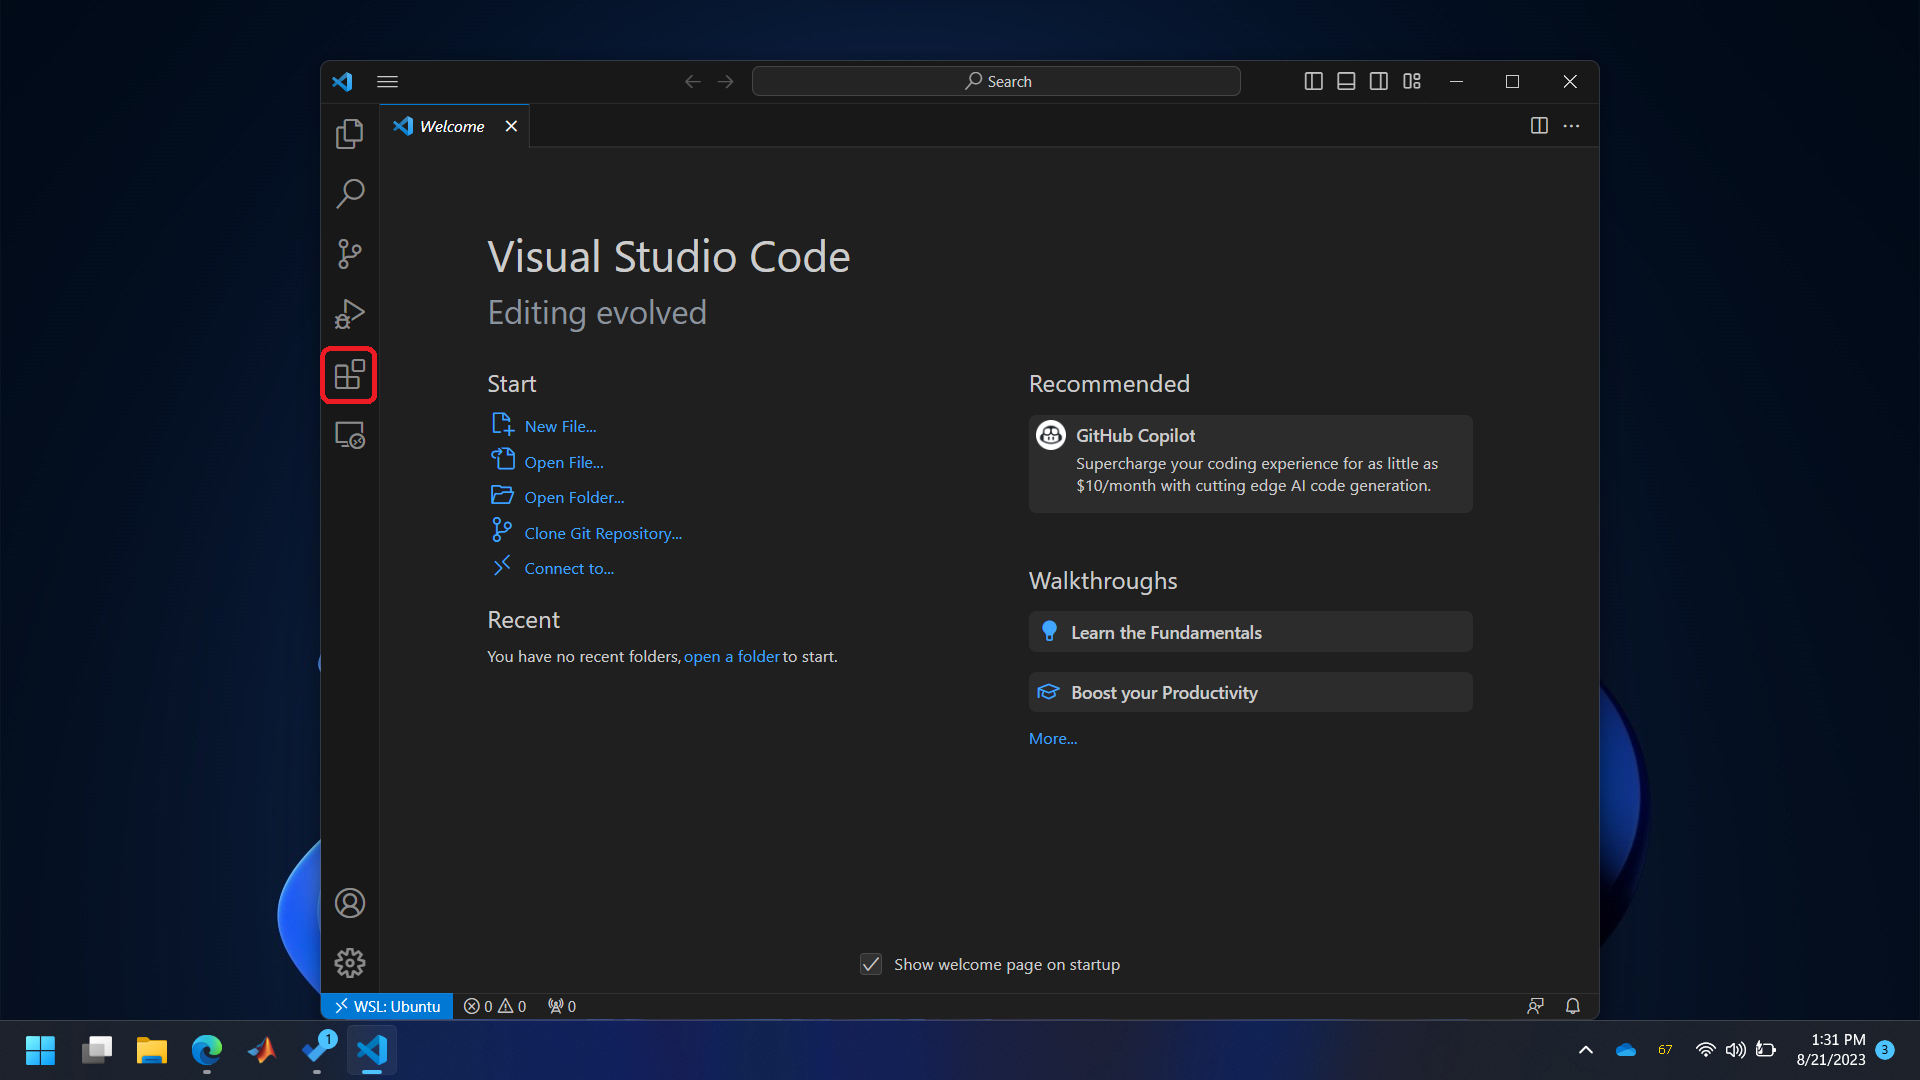 Search
Welcome
Visual Studio Code
Editing evolved
Start
New File...
Open File...
Open Folder...
Clone Git Repository...
Connect to...
Recent
You have no recent folders, open a folder to start.
Recommended
GitHub Copilot
Supercharge your coding experience for as little as
$10/month with cutting edge AI code generation.
Walkthroughs
Learn the Fundamentals
Boost your Productivity
More...
Show welcome page on startup
WSL: Ubuntu 0 0 0
1
67
1:31 PM
8/21/2023
3